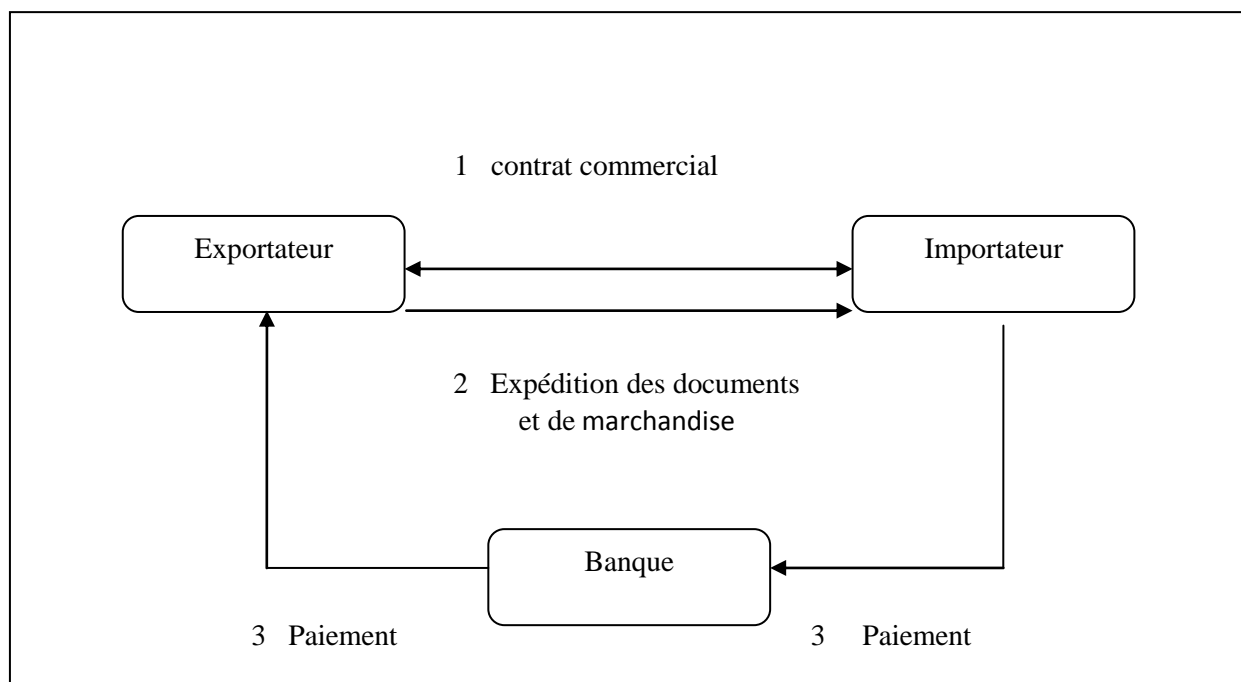 1 contrat commercial
Exportateur
Importateur
2 Expédition des documents
et de marchandise
Banque
3 Paiement
3 Paiement